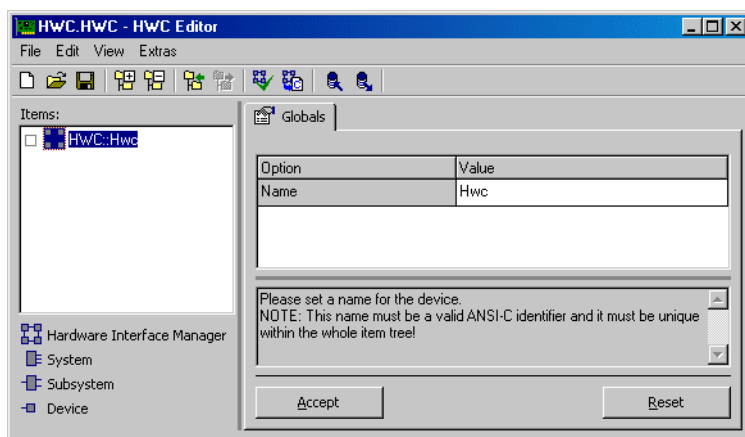 HWC.HWC - HWC Editor
File Edit View Extras
Items:
HWC::Hwc
Hardware Interface Manager
System
Subsystem
Device
Globals
Option Value
Name Hwc
Please set a name for the device.
NOTE: This name must be a valid ANSI-C identifier and it must be unique
within the whole item tree!
Accept Reset